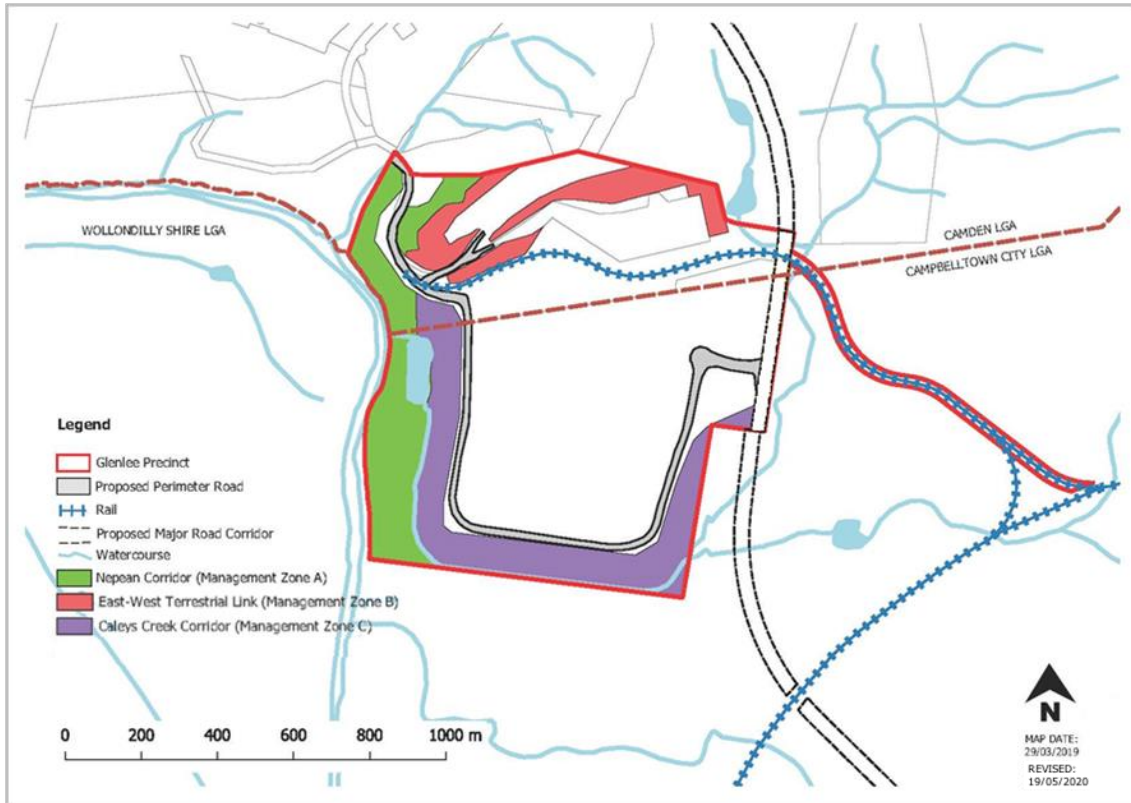 WOLLONDILLY SHIRE LGA
CAMDEN LGA
CAMPBELLTOWN CITY LGA
Legend
Glenlee Precinct
Proposed Perimeter Road
Rail
Proposed Major Road Corridor
Watercourse
Nepean Corridor (Management Zone A)
East-West Terrestrial Link (Management Zone B)
Caleys Creek Corridor (Management Zone C)
0 200 400 600 800 1000 m
N
MAP DATE:
29/03/2019
REVISED:
19/05/2020